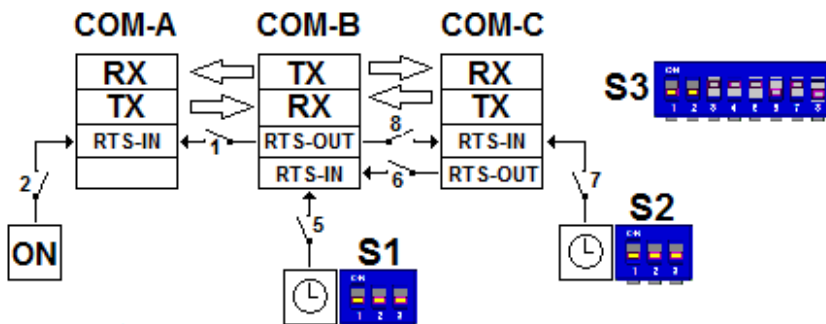 COM-A COM-B COM-C
RX TX RX
TX RX TX
S3
ON
1 2 3 4 5 6 7 8
RTS-IN 1 RTS-OUT 8 RTS-IN
2 RTS-IN 6 RTS-OUT 7
5
ON
S1
ON
1 2 3
S2
ON
1 2 3